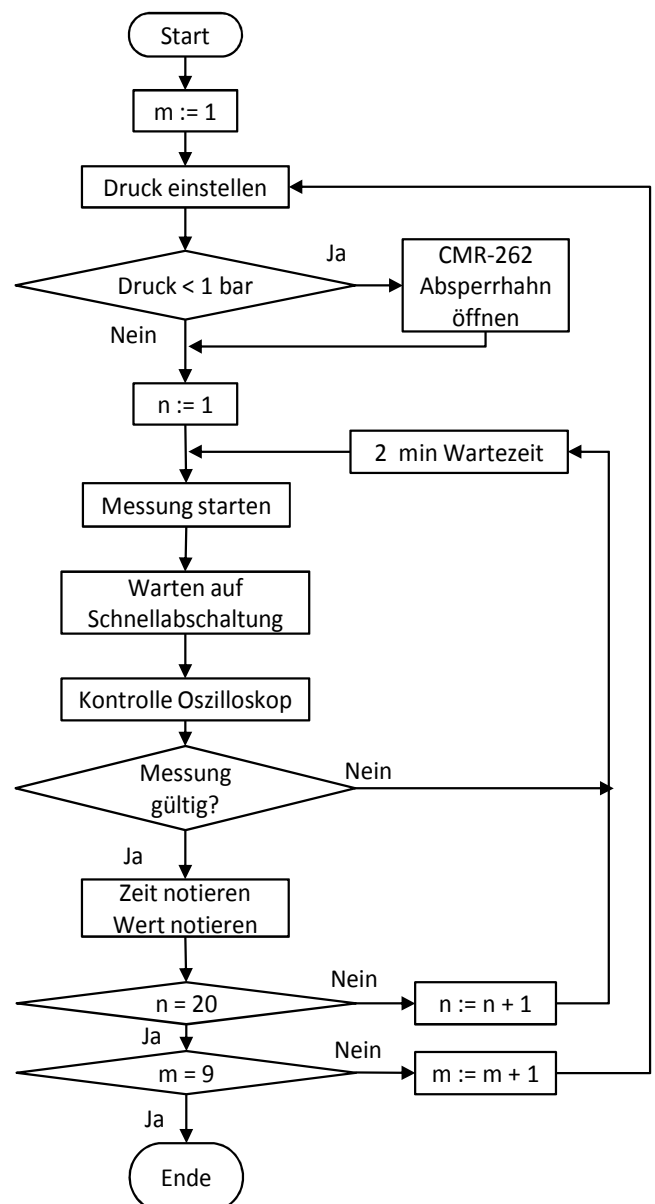 Start
m := 1
Druck einstellen
Ja
CMR-262
Absperrhahn
öffnen
Druck < 1 bar
Nein
n := 1
2 min Wartezeit
Messung starten
Warten auf
Schnellabschaltung
Kontrolle Oszilloskop
Messung
gültig?
Nein
Ja
Zeit notieren
Wert notieren
Nein
n = 20
n := n + 1
Ja
Nein
m = 9
m := m + 1
Ja
Ende